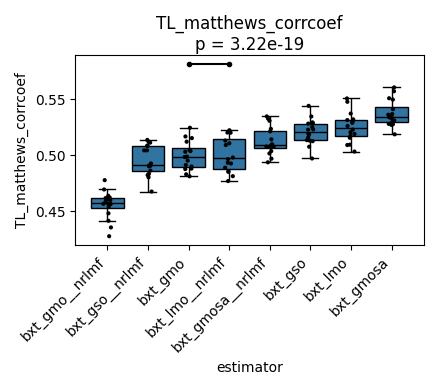 TL_matthews_corrcoef
p = 3.22e-19
TL_matthews_corrcoef
0.55
0.50
0.45
bxt_gmo__nrlmf
bxt_gso__nrlmf
bxt_gmo
bxt_lmo__nrlmf
bxt_gmosa__nrlmf
bxt_gso
bxt_lmo
bxt_gmosa
estimator